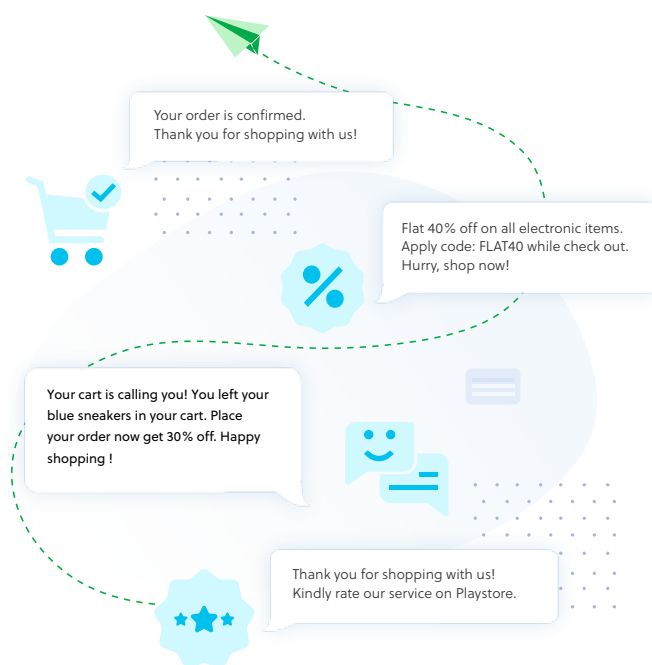 Your order is confirmed.
Thank you for shopping with us!
Flat 40% off on all electronic items.
Apply code: FLAT40 while check out.
Hurry, shop now!
Your cart is calling you! You left your
blue sneakers in your cart. Place
your order now get 30% off. Happy
shopping !
Thank you for shopping with us!
Kindly rate our service on Playstore.